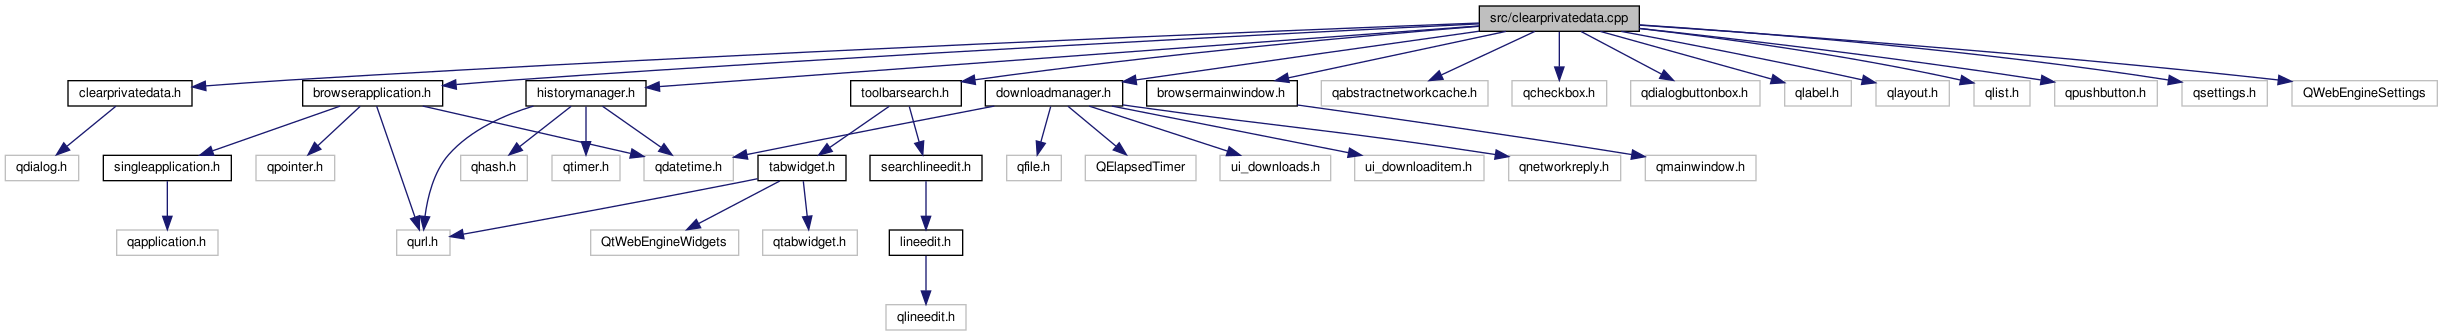 src/clearprivatedata.cpp
clearprivatedata.h
browserapplication.h
historymanager.h
toolbarsearch.h
downloadmanager.h
browsermainwindow.h
qabstractnetworkcache.h
qcheckbox.h
qdialogbuttonbox.h
qlabel.h
qlayout.h
qlist.h
qpushbutton.h
qsettings.h
QWebEngineSettings
qdialog.h
singleapplication.h
qpointer.h
qhash.h
qtimer.h
qdatetime.h
tabwidget.h
searchlineedit.h
qfile.h
QElapsedTimer
ui_downloads.h
ui_downloaditem.h
qnetworkreply.h
qmainwindow.h
qapplication.h
qurl.h
QtWebEngineWidgets
qtabwidget.h
lineedit.h
qlineedit.h